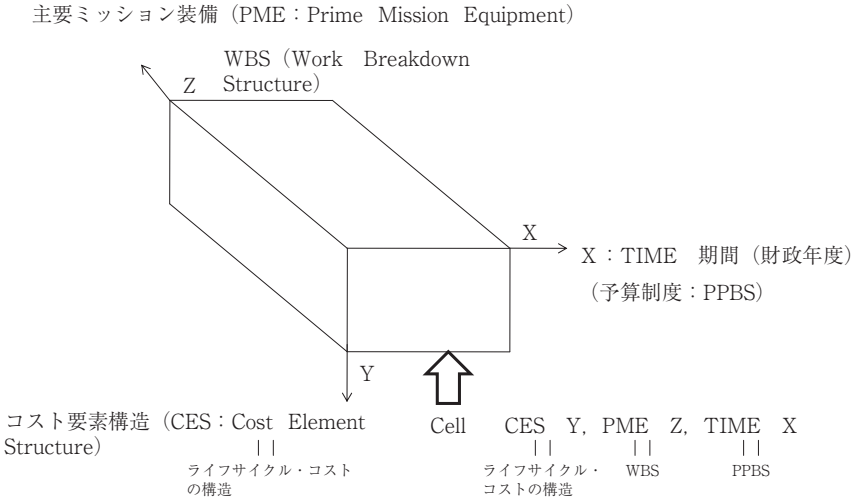 主要ミッション装備（PME：Prime Mission Equipment）
WBS（Work Breakdown
Structure）
Z
X
X：TIME 期間（財政年度）
（予算制度：PPBS）
Y
コスト要素構造（CES：Cost Element
Structure）
||
ライフサイクル・コスト
の構造
Cell CES Y, PME Z, TIME X
|| || ||
ライフサイクル・ WBS PPBS
コストの構造